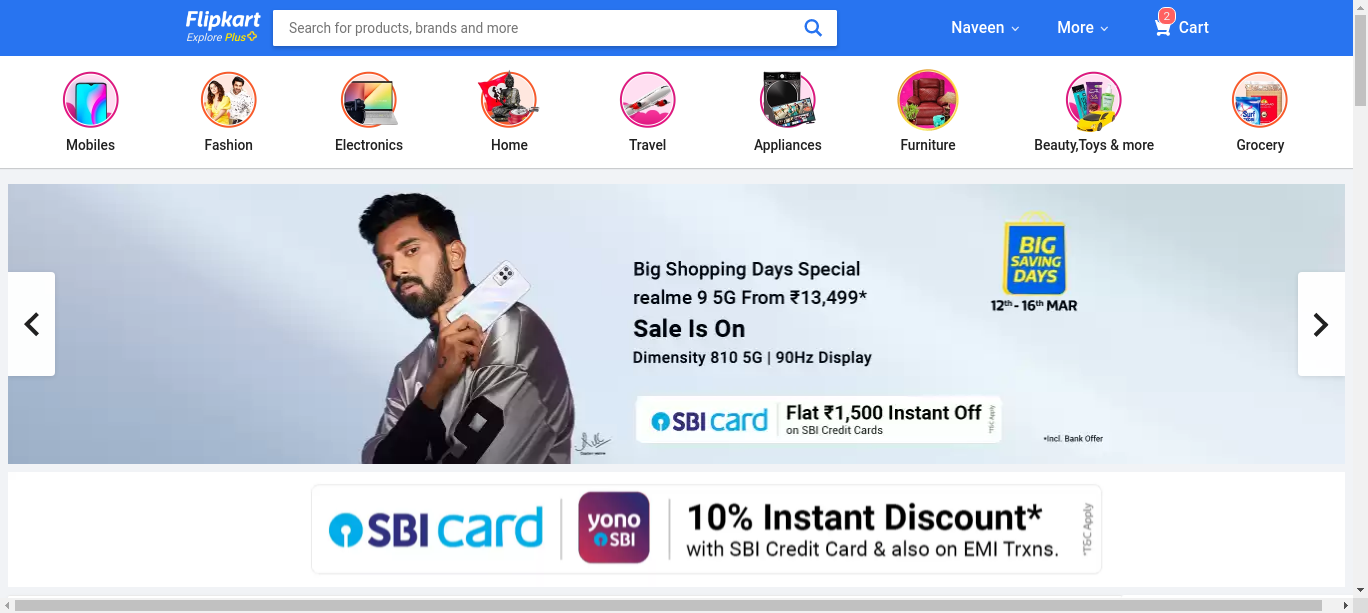 Flipkart
Explore Plus
Search for products, brands and more
Naveen
More
2
Cart
Mobiles
Fashion
Electronics
Home
Travel
Appliances
Furniture
Beauty,Toys & more
Grocery
Surf
BIG
SAVING
DAYS
12th - 16th MAR
Big Shopping Days Special
realme 9 5G From ₹13,499*
Sale Is On
Dimensity 810 5G | 90Hz Display
SBI card
Flat ₹1,500 Instant Off
on SBI Credit Cards
*T&C Apply
*Incl. Bank Offer
SBI card
yono
SBI
10% Instant Discount*
with SBI Credit Card & also on EMI Trxns.
*T&C Apply